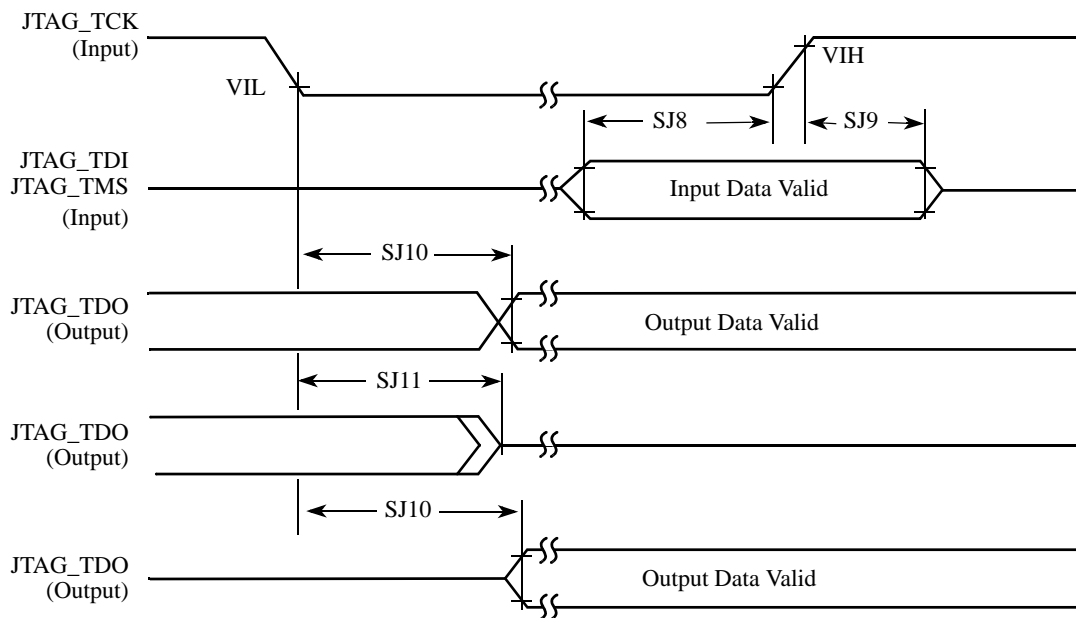 JTAG_TCK
(Input)
VIH
VIL
SJ8
SJ9
JTAG_TDI
JTAG_TMS
(Input)
Input Data Valid
SJ10
JTAG_TDO
(Output)
Output Data Valid
SJ11
JTAG_TDO
(Output)
SJ10
JTAG_TDO
(Output)
Output Data Valid